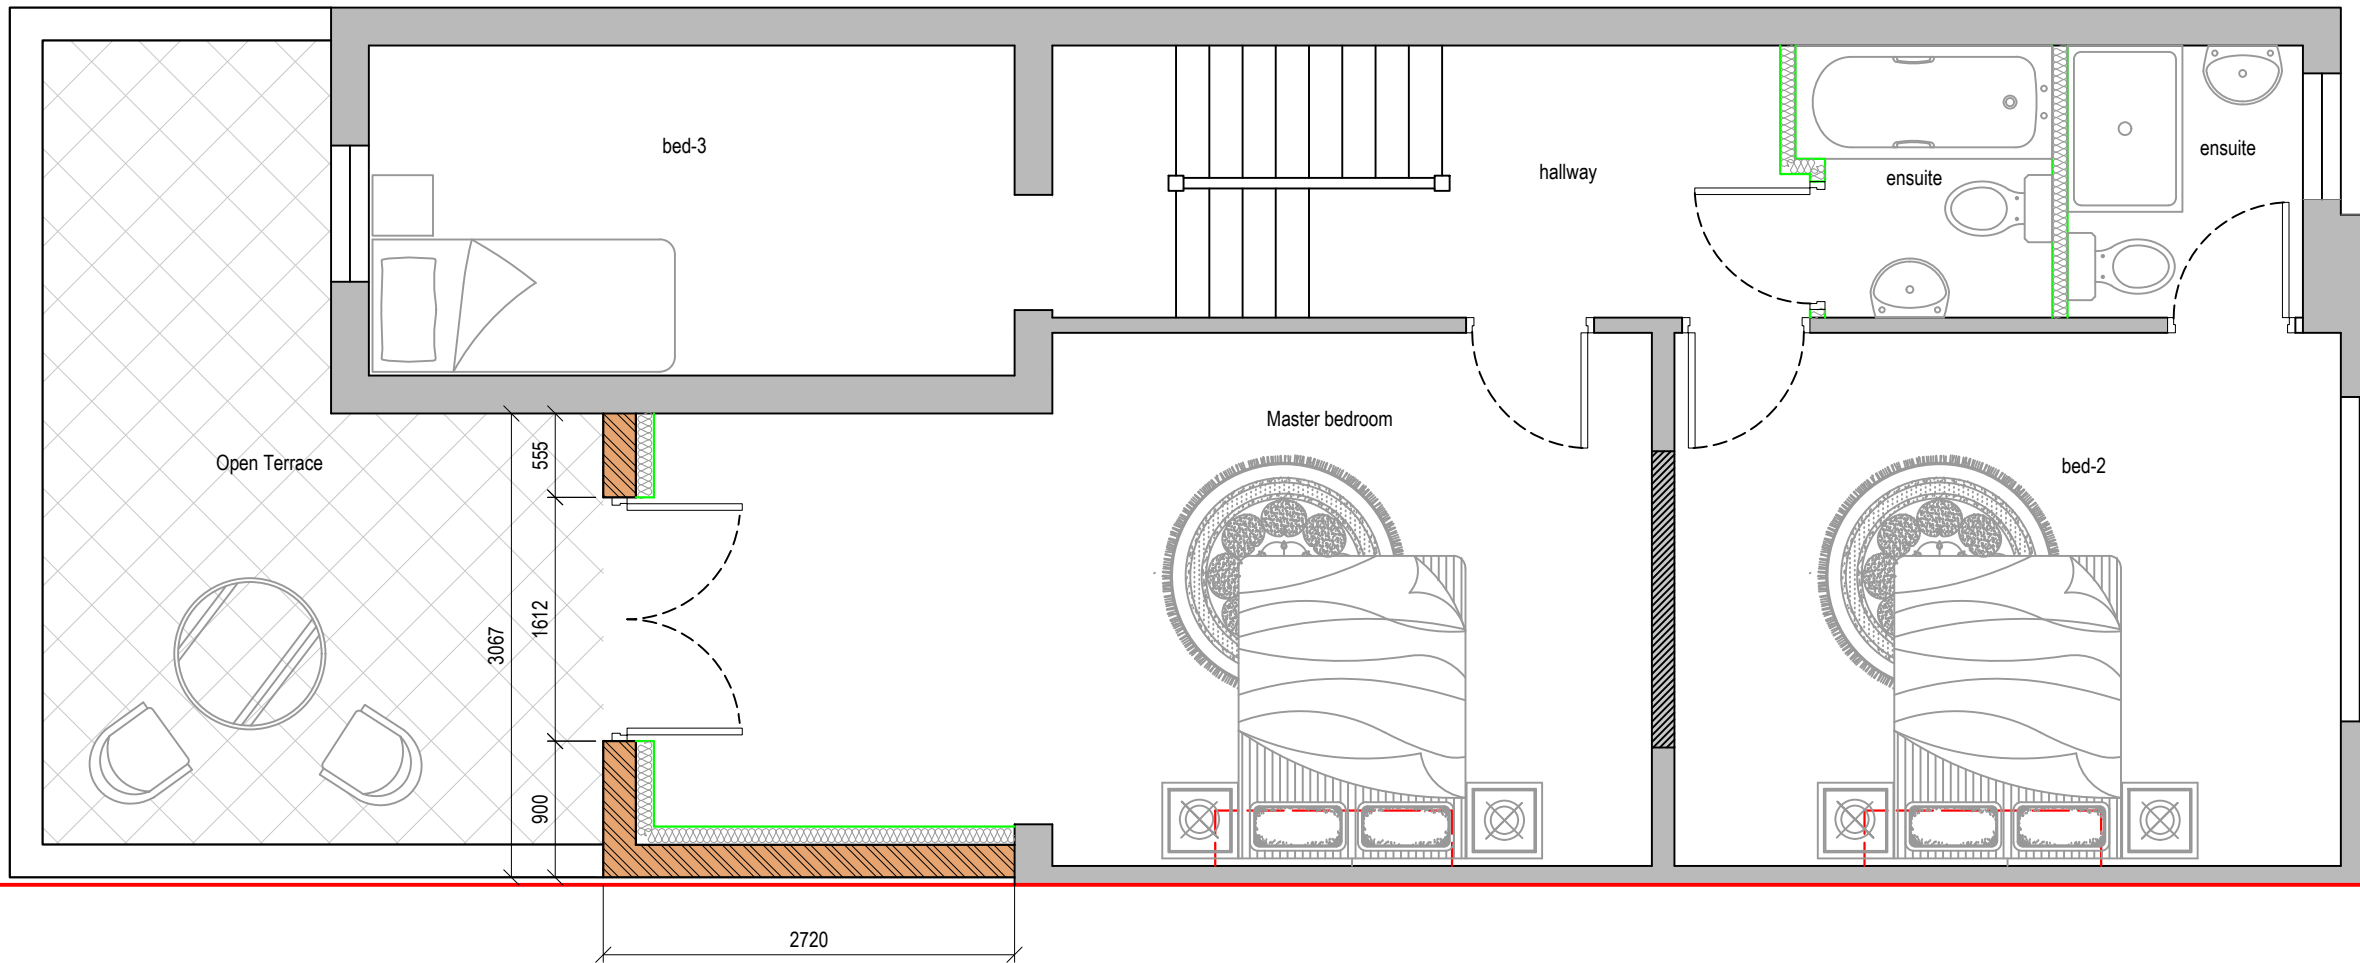 bed-3
hallway
ensuite
ensuite
Master bedroom
Open Terrace
bed-2
555
1612
3067
900
2720